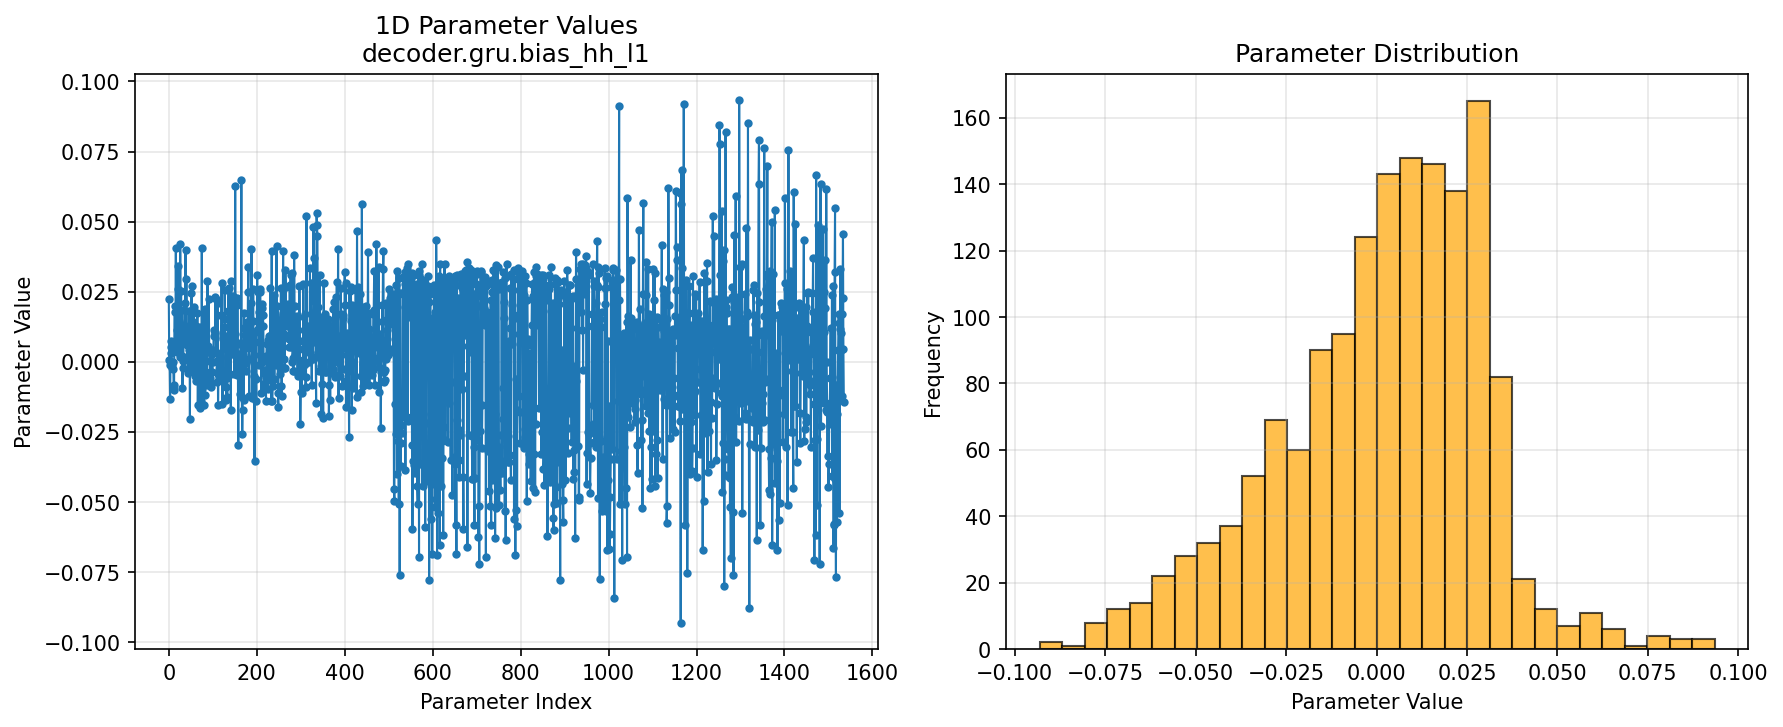 1D Parameter Values
decoder.gru.bias_hh_l1
0.100
0.075
0.050
0.025
0.000
−0.025
−0.050
−0.075
−0.100
Parameter Value
0 200 400 600 800 1000 1200 1400 1600
Parameter Index
Parameter Distribution
160
140
120
100
80
60
40
20
0
Frequency
−0.100 −0.075 −0.050 −0.025 0.000 0.025 0.050 0.075 0.100
Parameter Value